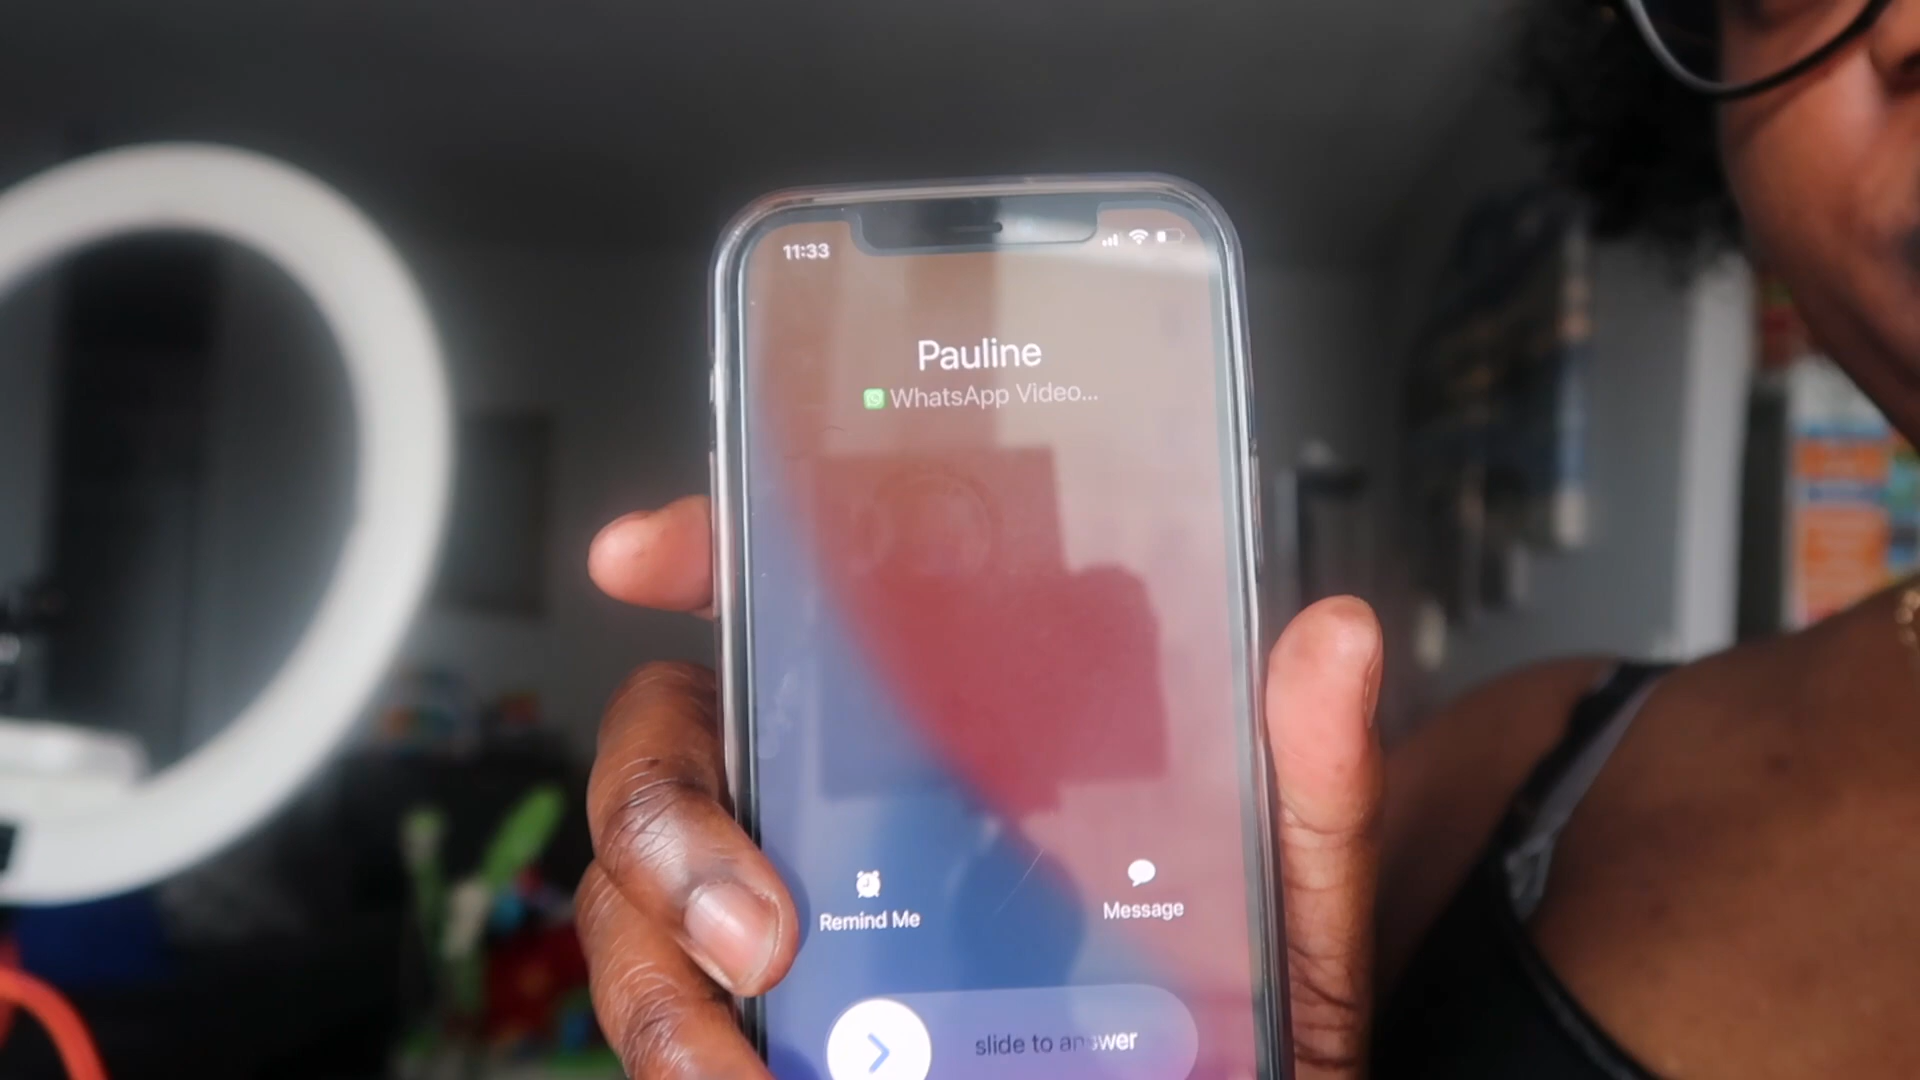 11:33
Pauline
WhatsApp Video...
Remind Me
Message
slide to answer